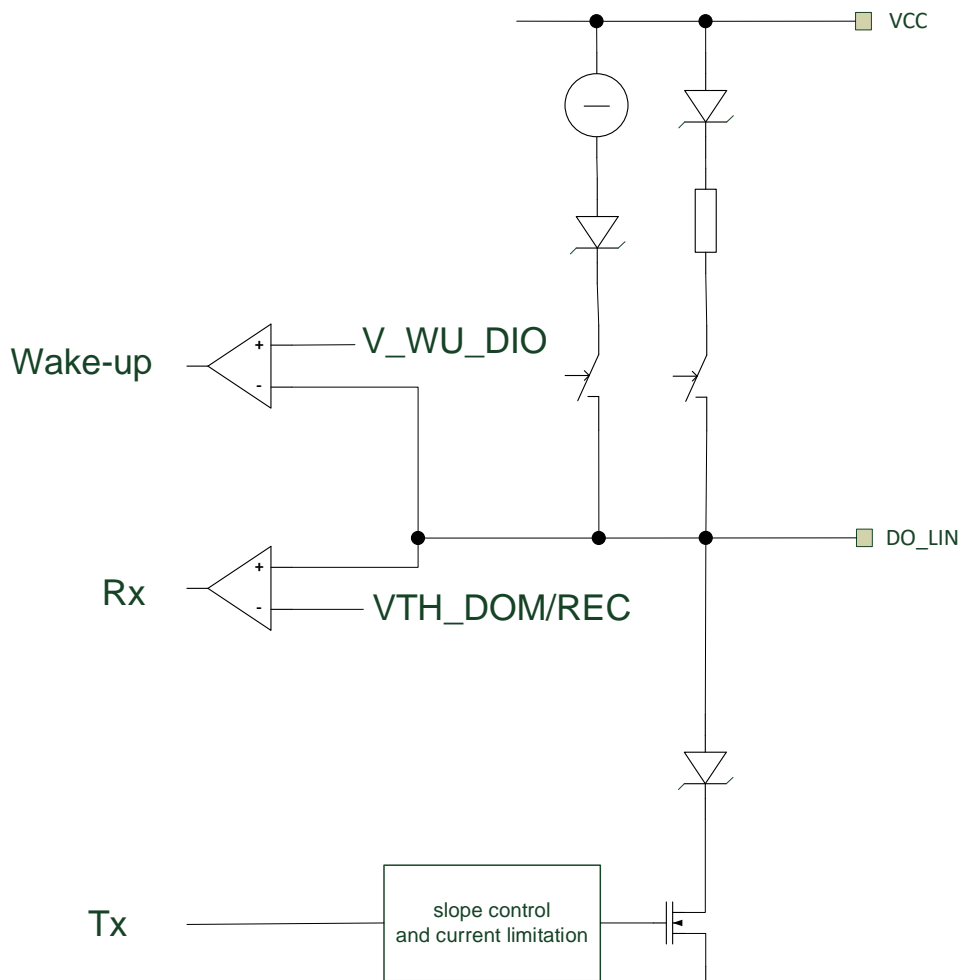 VCC
+
V_WU_DIO
Wake-up
-
DO_LIN
+
Rx
-
VTH_DOM/REC
slope control
Tx
and current limitation